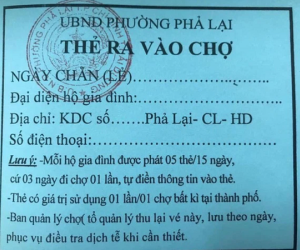 UBND PHƯỜNG PHẢ LẠI
THẺ RA VÀO CHỢ
NGÀY CHẴN (LẺ)..............................
Đại diện hộ gia đình:..............................
Địa chỉ: KDC số...........Phả Lại- CL- HD
Số điện thoại:..............................
Lưu ý: -Mỗi hộ gia đình được phát 05 thẻ/15 ngày,
cứ 03 ngày đi chợ 01 lần, tự điền thông tin vào thẻ.
-Thẻ có giá trị sử dụng 01 lần/01 chợ bất kì tại thành phố.
-Ban quản lý chợ( tổ quản lý thu lại vé này, lưu theo ngày,
phục vụ điều tra dịch tễ khi cần thiết.